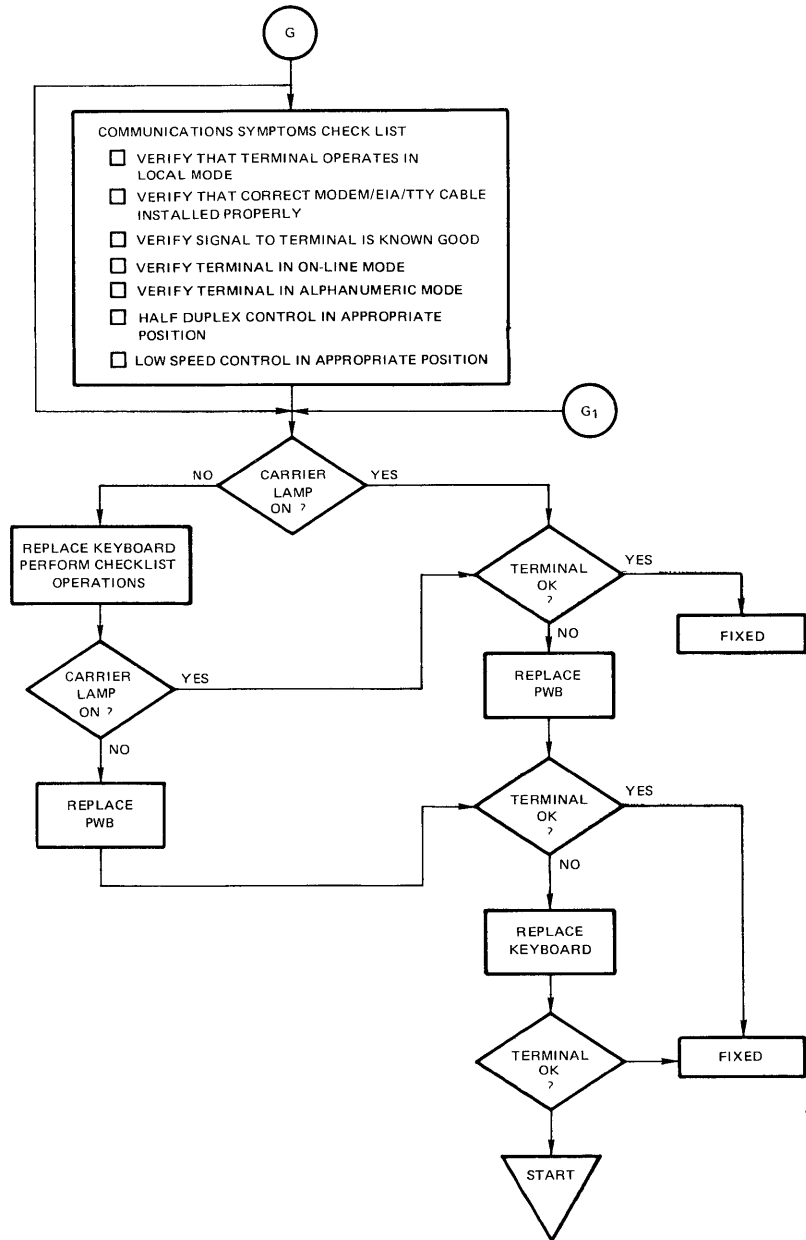 G
COMMUNICATIONS SYMPTOMS CHECK LIST
VERIFY THAT TERMINAL OPERATES IN
LOCAL MODE
VERIFY THAT CORRECT MODEM/EIA/TTY CABLE
INSTALLED PROPERLY
VERIFY SIGNAL TO TERMINAL IS KNOWN GOOD
VERIFY TERMINAL IN ON-LINE MODE
VERIFY TERMINAL IN ALPHANUMERIC MODE
HALF DUPLEX CONTROL IN APPROPRIATE
POSITION
LOW SPEED CONTROL IN APPROPRIATE POSITION
G1
NO
CARRIER
LAMP
ON ?
YES
REPLACE KEYBOARD
PERFORM CHECKLIST
OPERATIONS
TERMINAL
OK
?
YES
FIXED
NO
CARRIER
LAMP
ON ?
YES
REPLACE
PWB
NO
REPLACE
PWB
TERMINAL
OK
?
YES
NO
REPLACE
KEYBOARD
TERMINAL
OK
?
FIXED
START